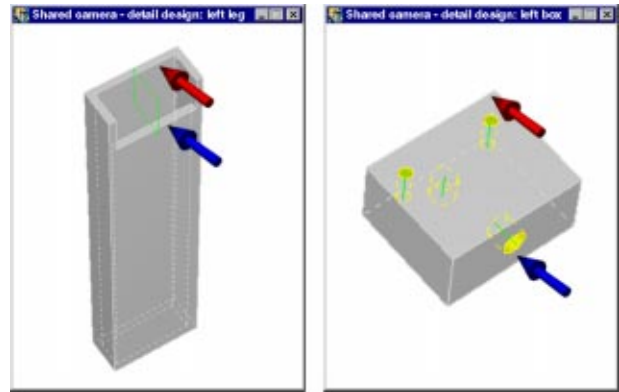 Shared camera - detail design: left leg
Shared camera - detail design: left box